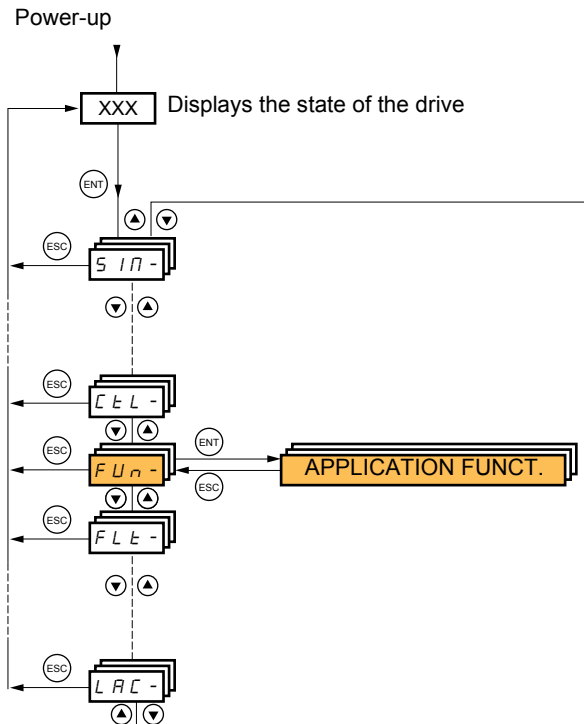 Power-up
XXX Displays the state of the drive
ENT
ESC
SIM-
ESC
CtL-
ESC
ENT
FUn-
APPLICATION FUNCT.
ESC
ESC
FLt-
ESC
LAC-